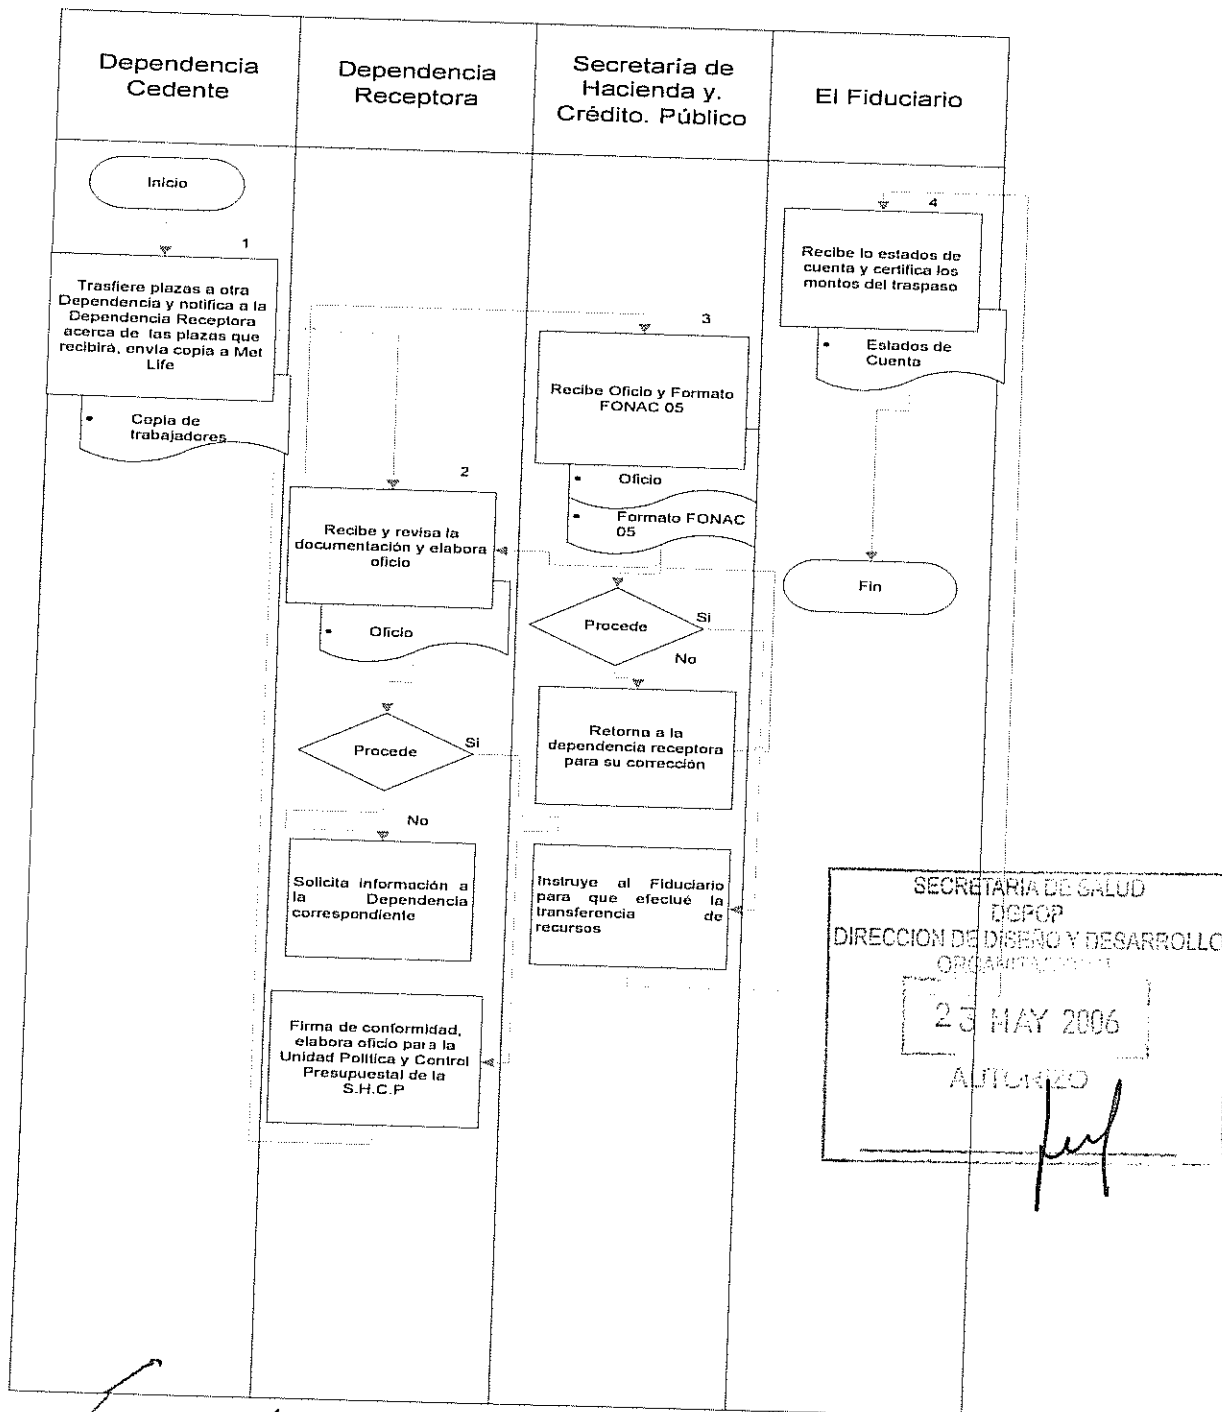 Dependencia
Cedente
Dependencia
Receptora
Secretaría de
Hacienda y.
Crédito. Público
El Fiduciario
Inicio
1
Trasfiere plazas a otra
Dependencia y notifica a la
Dependencia Receptora
acerca de las plazas que
recibirá, envía copia a Met
Life
• Copia de
trabajadores
2
Recibe y revisa la
documentación y elabora
oficio
• Oficio
Procede
Si
No
Solicita información a
la Dependencia
correspondiente
Firma de conformidad,
elabora oficio para la
Unidad Política y Control
Presupuestal de la
S.H.C.P
3
Recibe Oficio y Formato
FONAC 05
• Oficio
• Formato FONAC
05
Procede
Si
No
Retorna a la
dependencia receptora
para su corrección
Instruye al Fiduciario
para que efectué la
transferencia de
recursos
4
Recibe lo estados de
cuenta y certifica los
montos del traspaso
• Estados de
Cuenta
Fin
SECRETARIA DE SALUD
DGPOP
DIRECCION DE DISEÑO Y DESARROLLO
23 MAY 2006
AUTORIZO